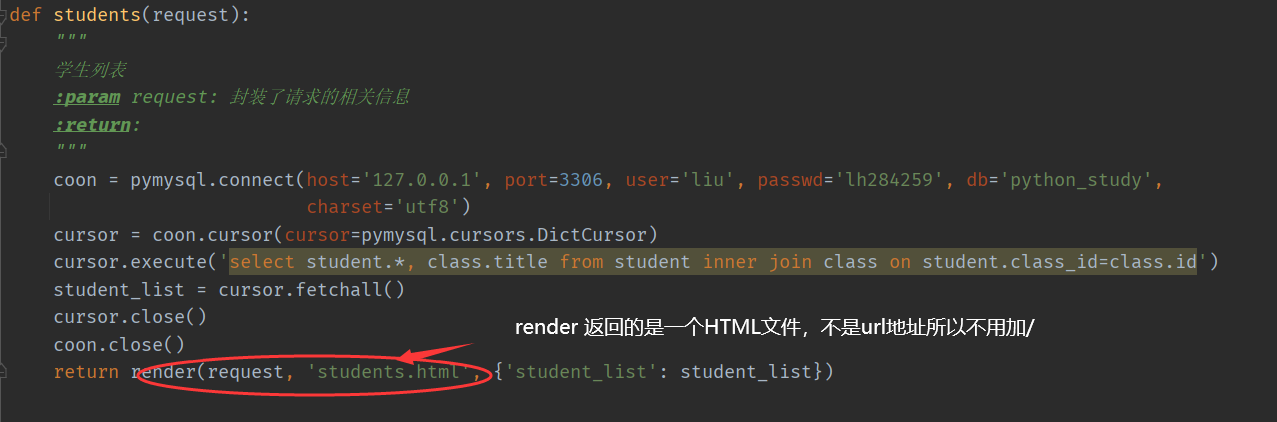 def students(request):
"""
学生列表
:param request: 封装了请求的相关信息
:return:
"""
coon = pymysql.connect(host='127.0.0.1', port=3306, user='liu', passwd='lh284259', db='python_study',
charset='utf8')
cursor = coon.cursor(cursor=pymysql.cursors.DictCursor)
cursor.execute('select student.*, class.title from student inner join class on student.class_id=class.id')
student_list = cursor.fetchall()
cursor.close()
render 返回的是一个HTML文件，不是url地址所以不用加/
coon.close()
return render(request, 'students.html', {'student_list': student_list})